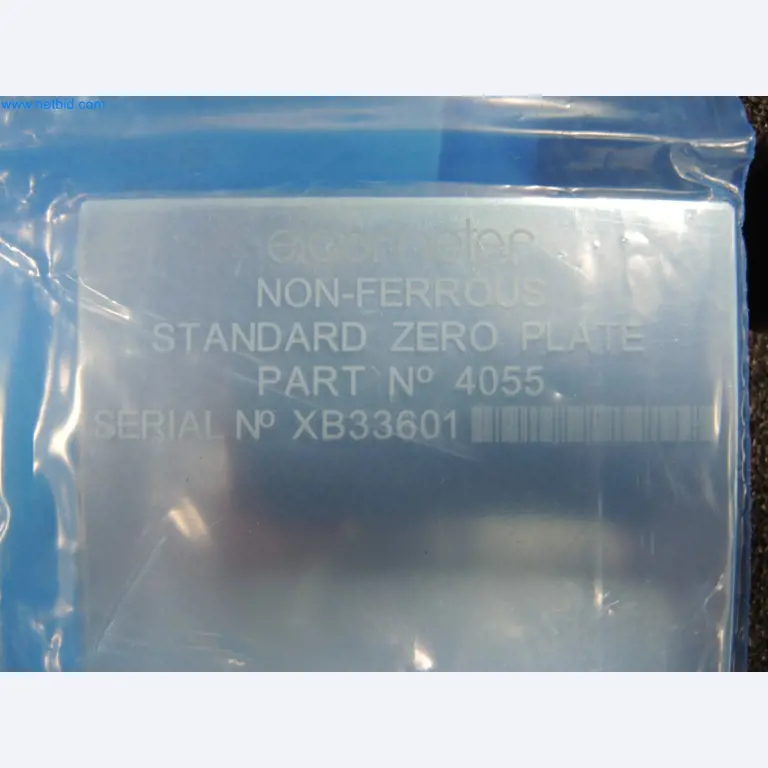 www.netbid.com
elcometer
NON-FERROUS
STANDARD ZERO PLATE
PART Nº 4055
SERIAL Nº XB33601